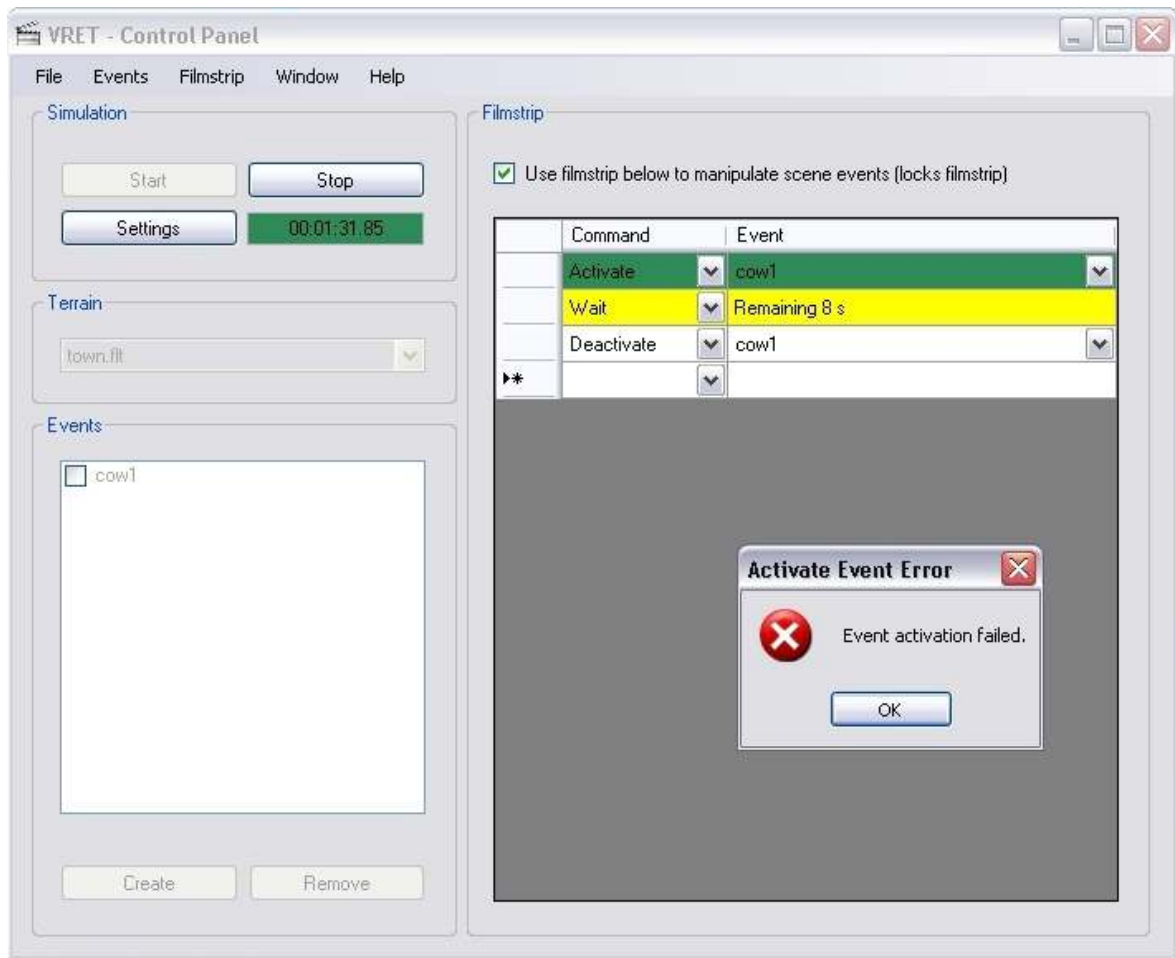 VRET - Control Panel
File Events Filmstrip Window Help
Simulation
Start Stop
Settings 00:01:31.85
Terrain
town.flt
Events
cow1
Create Remove
Filmstrip
Use filmstrip below to manipulate scene events (locks filmstrip)
Command Event
Activate cow1
Wait Remaining 8 s
Deactivate cow1
Activate Event Error
Event activation failed.
OK